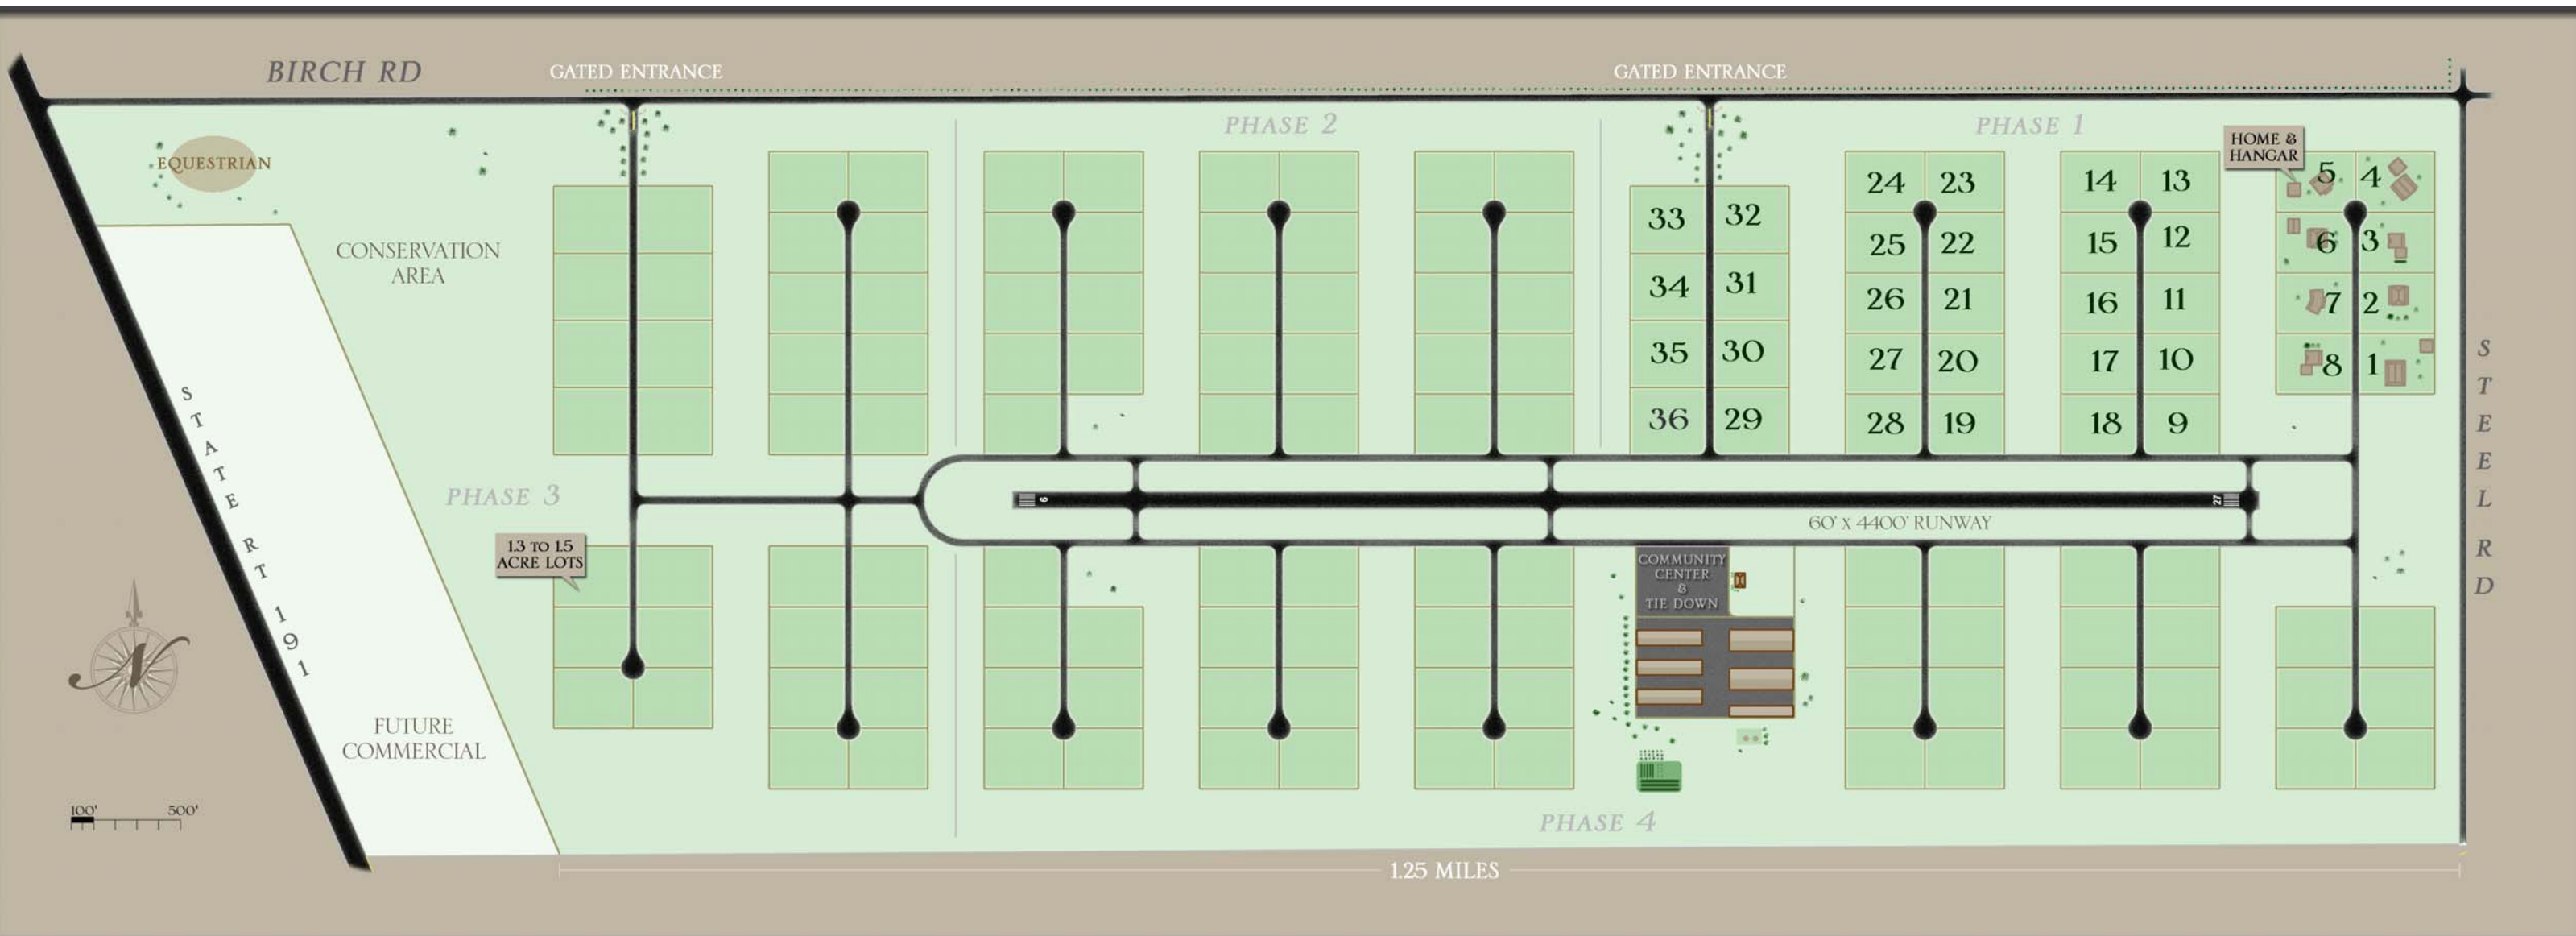 BIRCH RD
GATED ENTRANCE
GATED ENTRANCE
PHASE 2
PHASE 1
HOME &
HANGAR
EQUESTRIAN
CONSERVATION
AREA
24 23
14 13
5 4
33 32
25 22
15 12
6 3
34 31
26 21
16 11
7 2
35 30
27 20
17 10
8 1
36 29
28 19
18 9
STATE RT 191
STEEL RD
PHASE 3
9
27
60' X 4400' RUNWAY
1.3 TO 1.5
ACRE LOTS
COMMUNITY
CENTER
&
TIE DOWN
N
FUTURE
COMMERCIAL
100' 500'
PHASE 4
1.25 MILES